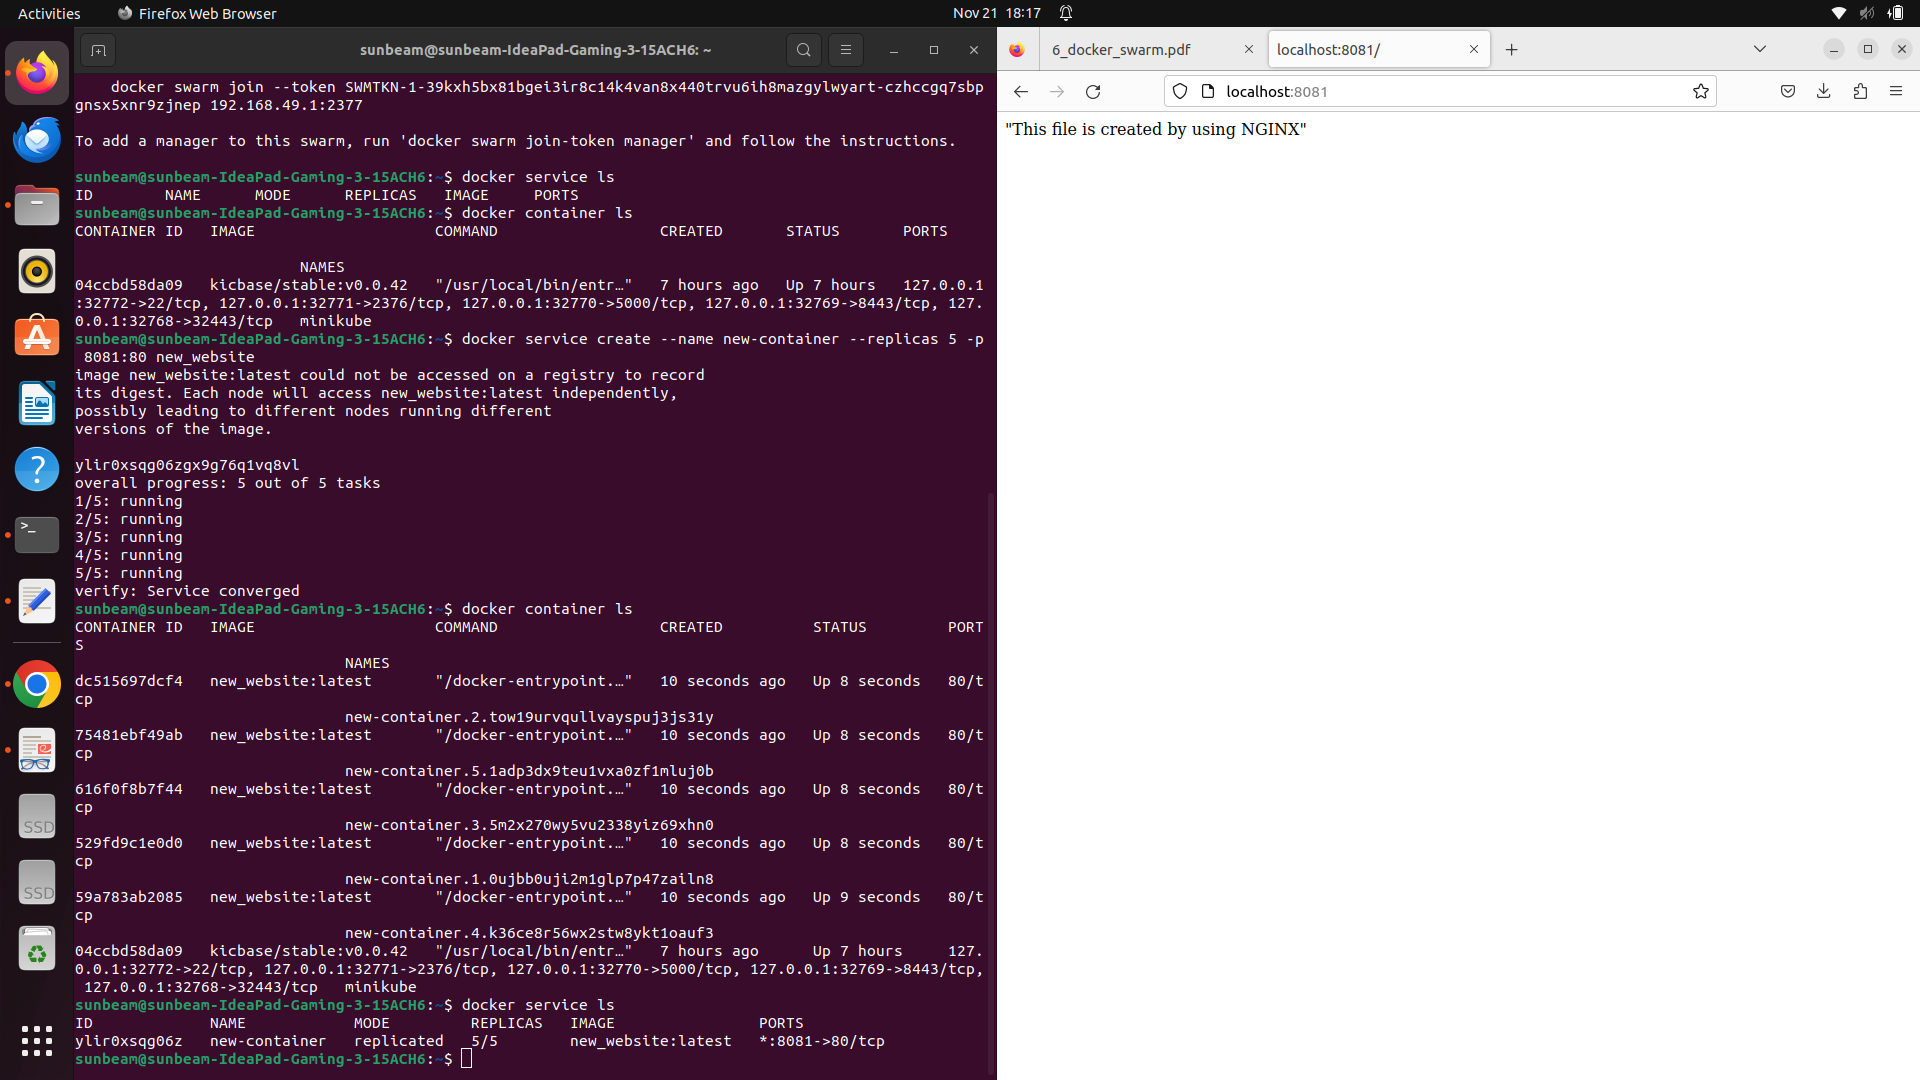 Activities
Firefox Web Browser
Nov 21 18:17
sunbeam@sunbeam-IdeaPad-Gaming-3-15ACH6: ~
    docker swarm join --token SWMTKN-1-39kxh5bx81bgei3ir8c14k4van8x440trvu6ih8mazgylwyart-czhccgq7sbp
gnsx5xnr9zjnep 192.168.49.1:2377
To add a manager to this swarm, run 'docker swarm join-token manager' and follow the instructions.
sunbeam@sunbeam-IdeaPad-Gaming-3-15ACH6:~$ docker service ls
ID        NAME      MODE      REPLICAS   IMAGE     PORTS
sunbeam@sunbeam-IdeaPad-Gaming-3-15ACH6:~$ docker container ls
CONTAINER ID   IMAGE                    COMMAND                  CREATED       STATUS       PORTS
NAMES
04ccbd58da09   kicbase/stable:v0.0.42   "/usr/local/bin/entr…"   7 hours ago   Up 7 hours   127.0.0.1
:32772->22/tcp, 127.0.0.1:32771->2376/tcp, 127.0.0.1:32770->5000/tcp, 127.0.0.1:32769->8443/tcp, 127.
0.0.1:32768->32443/tcp   minikube
sunbeam@sunbeam-IdeaPad-Gaming-3-15ACH6:~$ docker service create --name new-container --replicas 5 -p
 8081:80 new_website
image new_website:latest could not be accessed on a registry to record
its digest. Each node will access new_website:latest independently,
possibly leading to different nodes running different
versions of the image.
ylir0xsqg06zgx9g76q1vq8vl
overall progress: 5 out of 5 tasks
1/5: running
2/5: running
3/5: running
4/5: running
5/5: running
verify: Service converged
sunbeam@sunbeam-IdeaPad-Gaming-3-15ACH6:~$ docker container ls
CONTAINER ID   IMAGE                    COMMAND                  CREATED          STATUS         PORT
S
NAMES
dc515697dcf4   new_website:latest       "/docker-entrypoint.…"   10 seconds ago   Up 8 seconds   80/t
cp
new-container.2.tow19urvqullvayspuj3js31y
75481ebf49ab   new_website:latest       "/docker-entrypoint.…"   10 seconds ago   Up 8 seconds   80/t
cp
new-container.5.1adp3dx9teu1vxa0zf1mluj0b
616f0f8b7f44   new_website:latest       "/docker-entrypoint.…"   10 seconds ago   Up 8 seconds   80/t
cp
new-container.3.5m2x270wy5vu2338yiz69xhn0
529fd9c1e0d0   new_website:latest       "/docker-entrypoint.…"   10 seconds ago   Up 8 seconds   80/t
cp
new-container.1.0ujbb0uji2m1glp7p47zailn8
59a783ab2085   new_website:latest       "/docker-entrypoint.…"   10 seconds ago   Up 9 seconds   80/t
cp
new-container.4.k36ce8r56wx2stw8ykt1oauf3
04ccbd58da09   kicbase/stable:v0.0.42   "/usr/local/bin/entr…"   7 hours ago      Up 7 hours     127.
0.0.1:32772->22/tcp, 127.0.0.1:32771->2376/tcp, 127.0.0.1:32770->5000/tcp, 127.0.0.1:32769->8443/tcp,
 127.0.0.1:32768->32443/tcp   minikube
sunbeam@sunbeam-IdeaPad-Gaming-3-15ACH6:~$ docker service ls
ID             NAME            MODE         REPLICAS   IMAGE                PORTS
ylir0xsqg06z   new-container   replicated   5/5        new_website:latest   *:8081->80/tcp
sunbeam@sunbeam-IdeaPad-Gaming-3-15ACH6:~$
SSD
SSD
6_docker_swarm.pdf
localhost:8081/
localhost:8081
"This file is created by using NGINX"